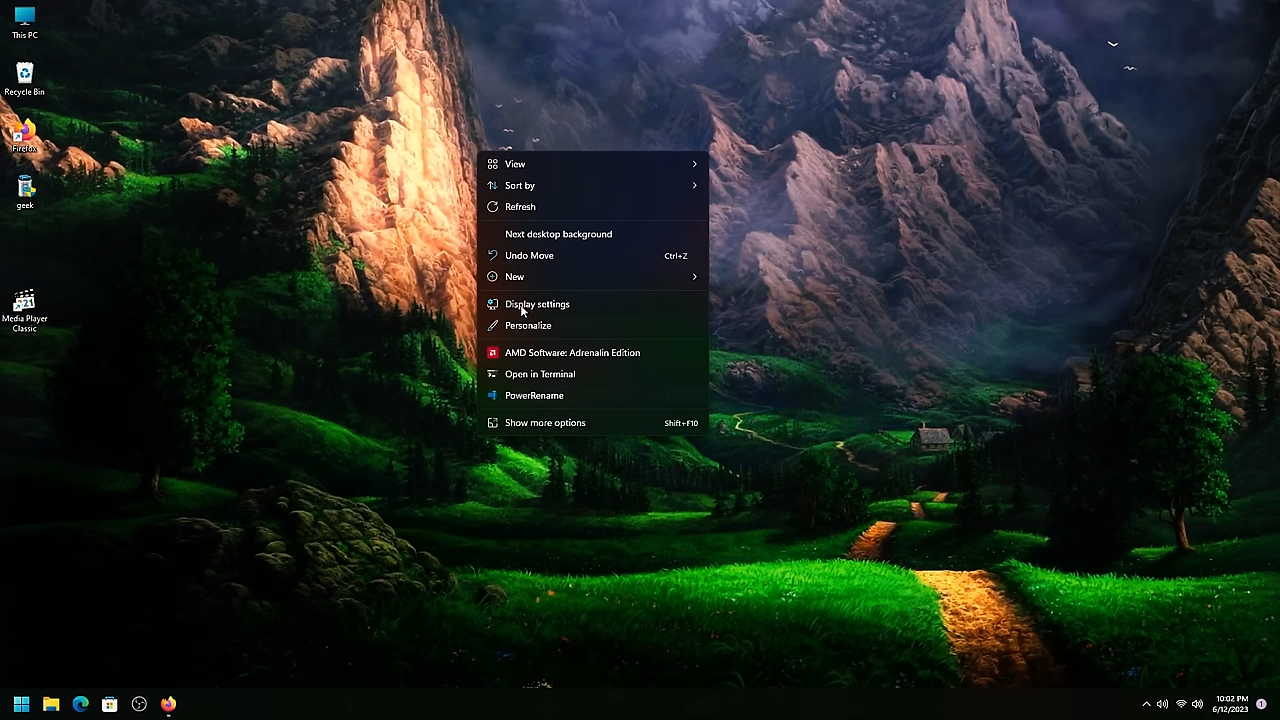 This PC
Recycle Bin
Firefox
geek
21
Media Player
Classic
View
Sort by
Refresh
Next desktop background
Undo Move Ctrl+Z
New
Display settings
Personalize
AMD Software: Adrenalin Edition
Open in Terminal
PowerRename
Show more options Shift+F10
10:02 PM
6/12/2023
1